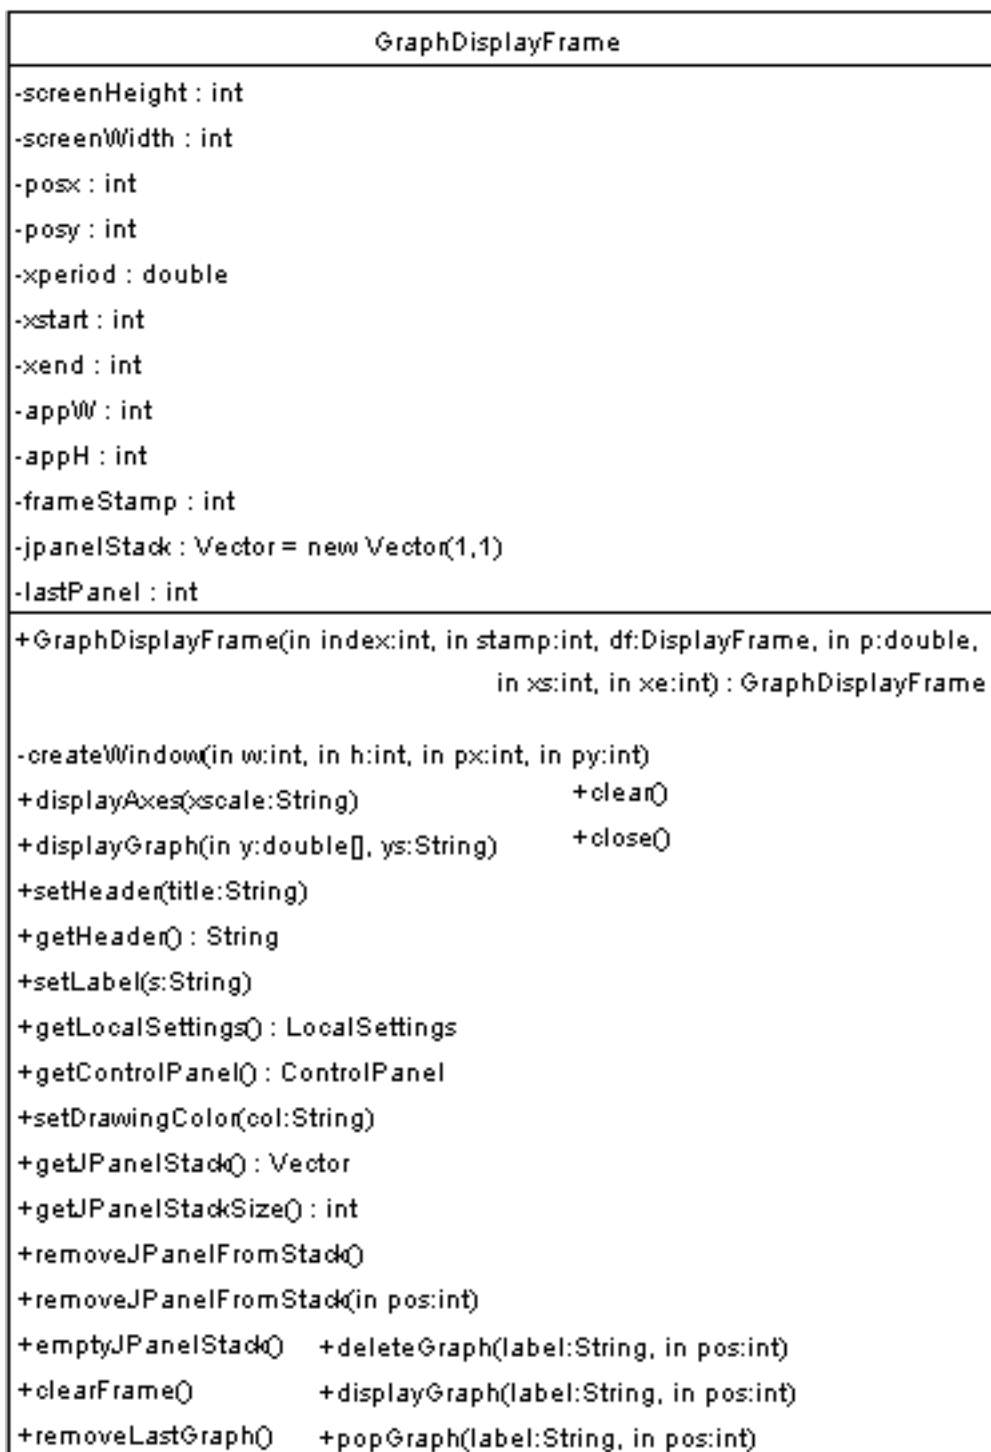 GraphDisplayFrame
-screenHeight : int
-screenWidth : int
-posx : int
-posy : int
-xperiod : double
-xstart : int
-xend : int
-appW : int
-appH : int
-frameStamp : int
-jpanelStack : Vector = new Vector(1,1)
-lastPanel : int
+GraphDisplayFrame(in index:int, in stamp:int, df:DisplayFrame, in p:double,
in xs:int, in xe:int) : GraphDisplayFrame
-createWindow(in w:int, in h:int, in px:int, in py:int)
+displayAxes(xscale:String) +clear()
+displayGraph(in y:double[], ys:String) +close()
+setHeader(title:String)
+getHeader() : String
+setLabel(s:String)
+getLocalSettings() : LocalSettings
+getControlPanel() : ControlPanel
+setDrawingColor(col:String)
+getJPanelStack() : Vector
+getJPanelStackSize() : int
+removeJPanelFromStack()
+removeJPanelFromStack(in pos:int)
+emptyJPanelStack() +deleteGraph(label:String, in pos:int)
+clearFrame() +displayGraph(label:String, in pos:int)
+removeLastGraph() +popGraph(label:String, in pos:int)